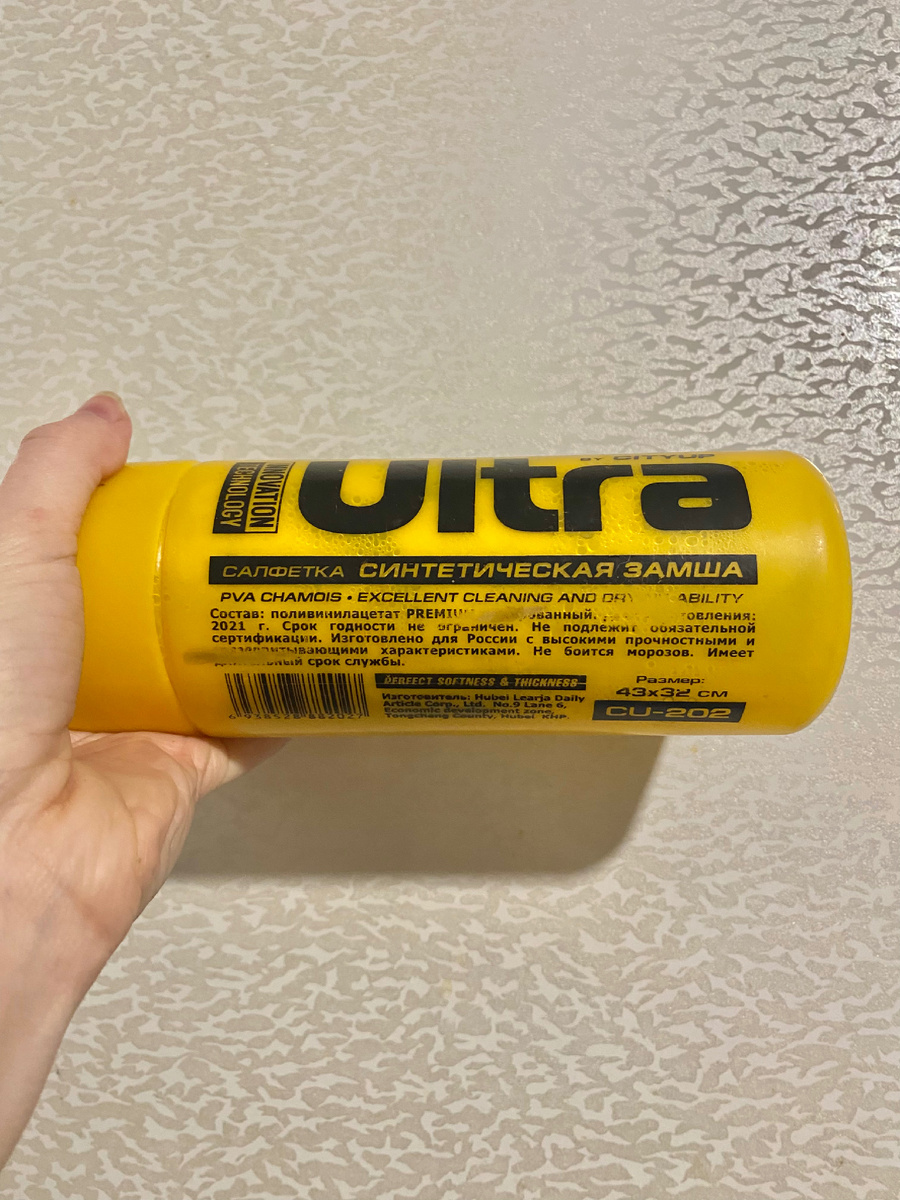 BY CITYUP
Ultra
INNOVATION
TECHNOLOGY
САЛФЕТКА СИНТЕТИЧЕСКАЯ ЗАМША
PVA CHAMOIS • EXCELLENT CLEANING AND ABILITY
Состав: поливинилацетат
2021 г. Срок годности не ограничен. Не подлежит обязательной
сертификации. Изготовлено для России с высокими прочностными и
характеристиками. Не боится морозов. Имеет
срок службы.
PERFECT SOFTNESS & THICKNESS
Изготовитель: Hubei Learja Daily
Article Corp., Ltd. No.9 Lane 6,
Economic development zone,
Tongcheng County, Hubei КНР.
Размер:
43x32 см
CU-202